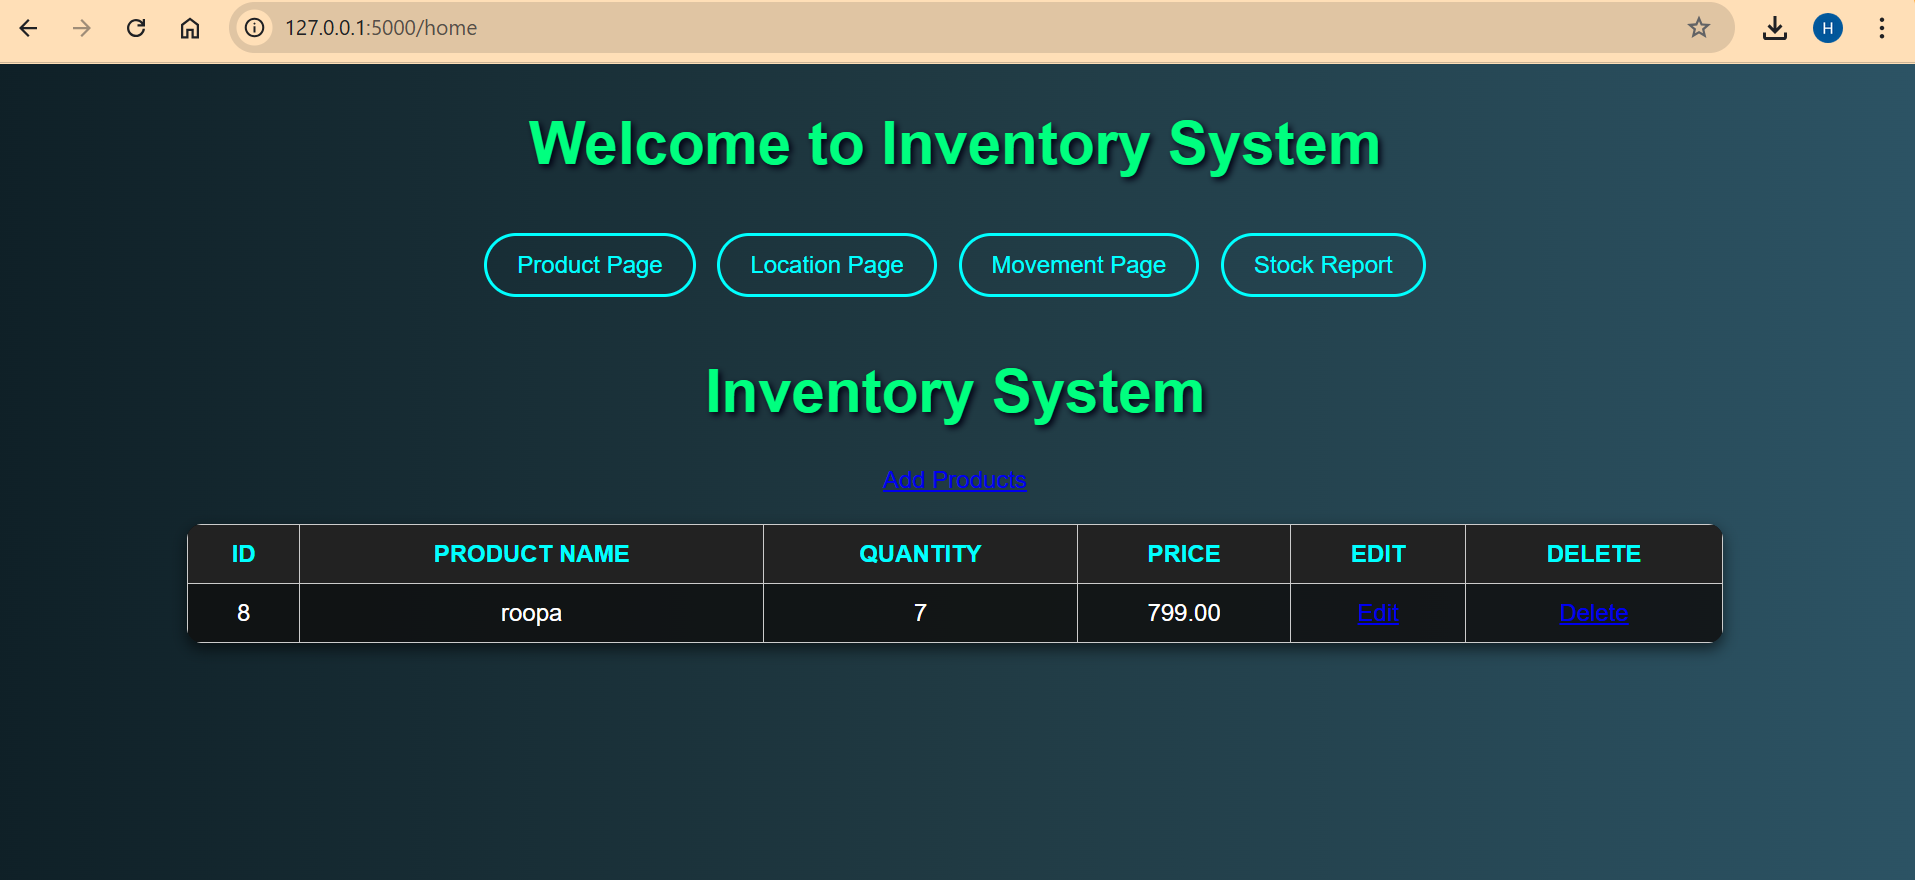 127.0.0.1:5000/home
H
Welcome to Inventory System
Product Page Location Page Movement Page Stock Report
Inventory System
Add Products
ID PRODUCT NAME QUANTITY PRICE EDIT DELETE
8 roopa 7 799.00 Edit Delete